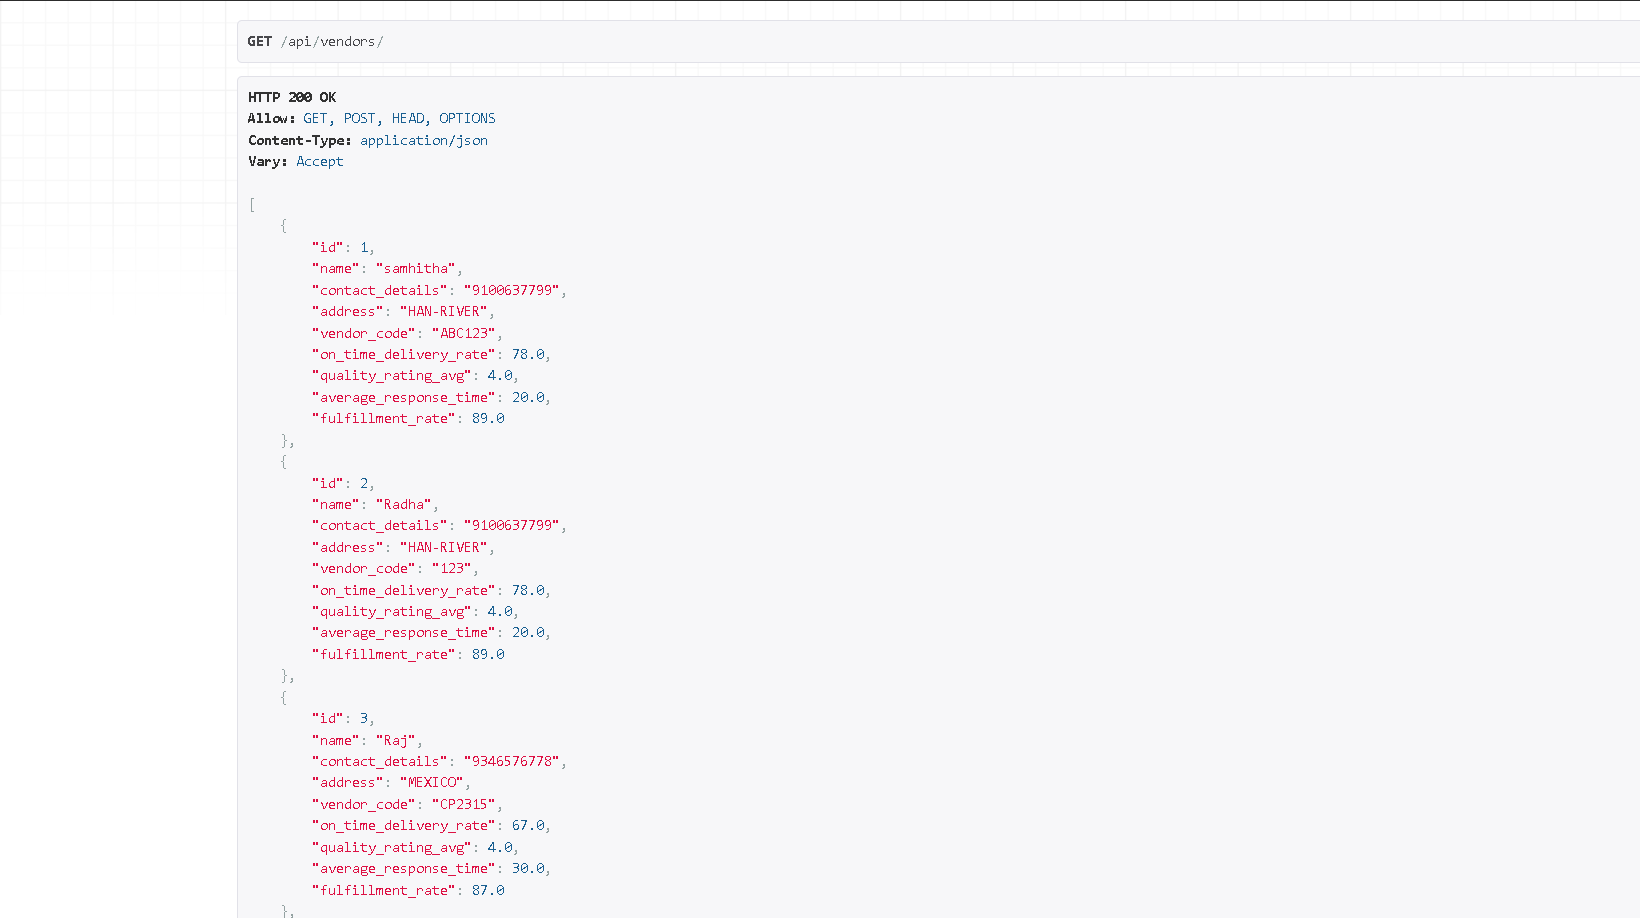 GET /api/vendors/
HTTP 200 OK
Allow: GET, POST, HEAD, OPTIONS
Content-Type: application/json
Vary: Accept
[
    {
        "id": 1,
        "name": "samhitha",
        "contact_details": "9100637799",
        "address": "HAN-RIVER",
        "vendor_code": "ABC123",
        "on_time_delivery_rate": 78.0,
        "quality_rating_avg": 4.0,
        "average_response_time": 20.0,
        "fulfillment_rate": 89.0
    },
    {
        "id": 2,
        "name": "Radha",
        "contact_details": "9100637799",
        "address": "HAN-RIVER",
        "vendor_code": "123",
        "on_time_delivery_rate": 78.0,
        "quality_rating_avg": 4.0,
        "average_response_time": 20.0,
        "fulfillment_rate": 89.0
    },
    {
        "id": 3,
        "name": "Raj",
        "contact_details": "9346576778",
        "address": "MEXICO",
        "vendor_code": "CP2315",
        "on_time_delivery_rate": 67.0,
        "quality_rating_avg": 4.0,
        "average_response_time": 30.0,
        "fulfillment_rate": 87.0
    },